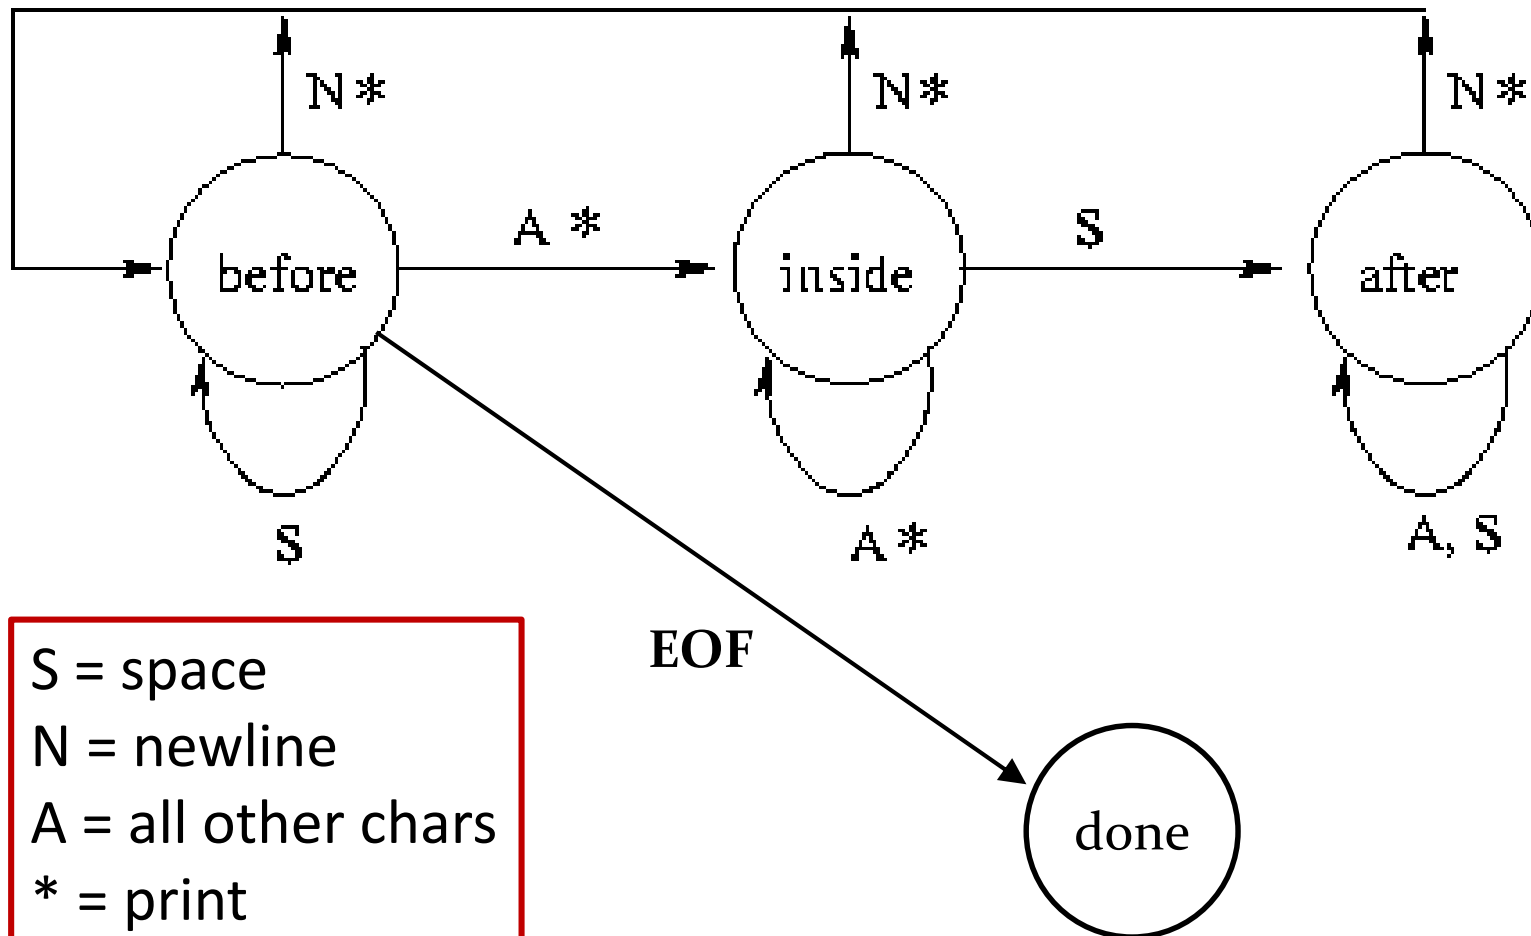 N *
N *
N *
A *
S
before
inside
after
S
A *
A, S
EOF
S = space
N = newline
A = all other chars
* = print
done